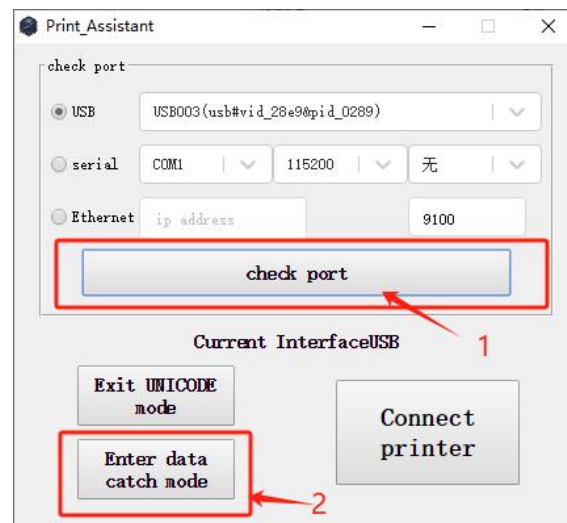 Print_Assistant
check port
USB
USB003(usb#vid_28e9&pid_0289)
serial
COM1
115200
无
Ethernet
ip address
9100
check port
1
Current InterfaceUSB
Exit UNICODE
mode
Connect
printer
Enter data
catch mode
2